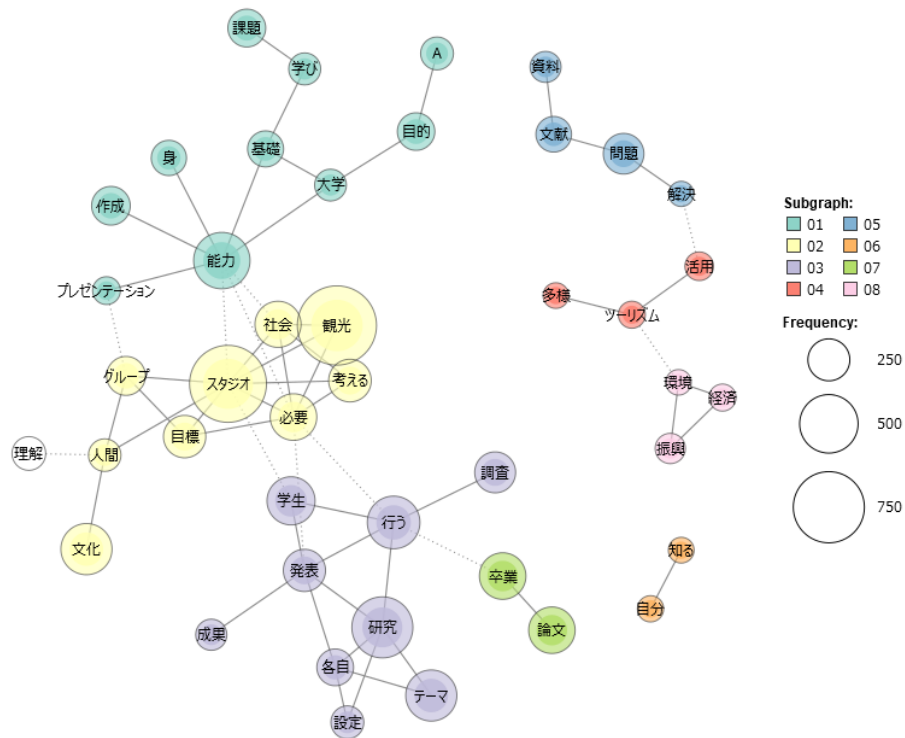 課題
学び
A
目的
基礎
大学
身
作成
能力
プレゼンテーション
資料
文献
問題
解決
活用
多様
ツーリズム
環境
経済
振興
社会
観光
グループ
スタジオ
考える
必要
目標
理解
人間
文化
学生
行う
調査
発表
成果
研究
各自
テーマ
設定
卒業
論文
知る
自分
Subgraph:
01 05
02 06
03 07
04 08
Frequency:
250
500
750